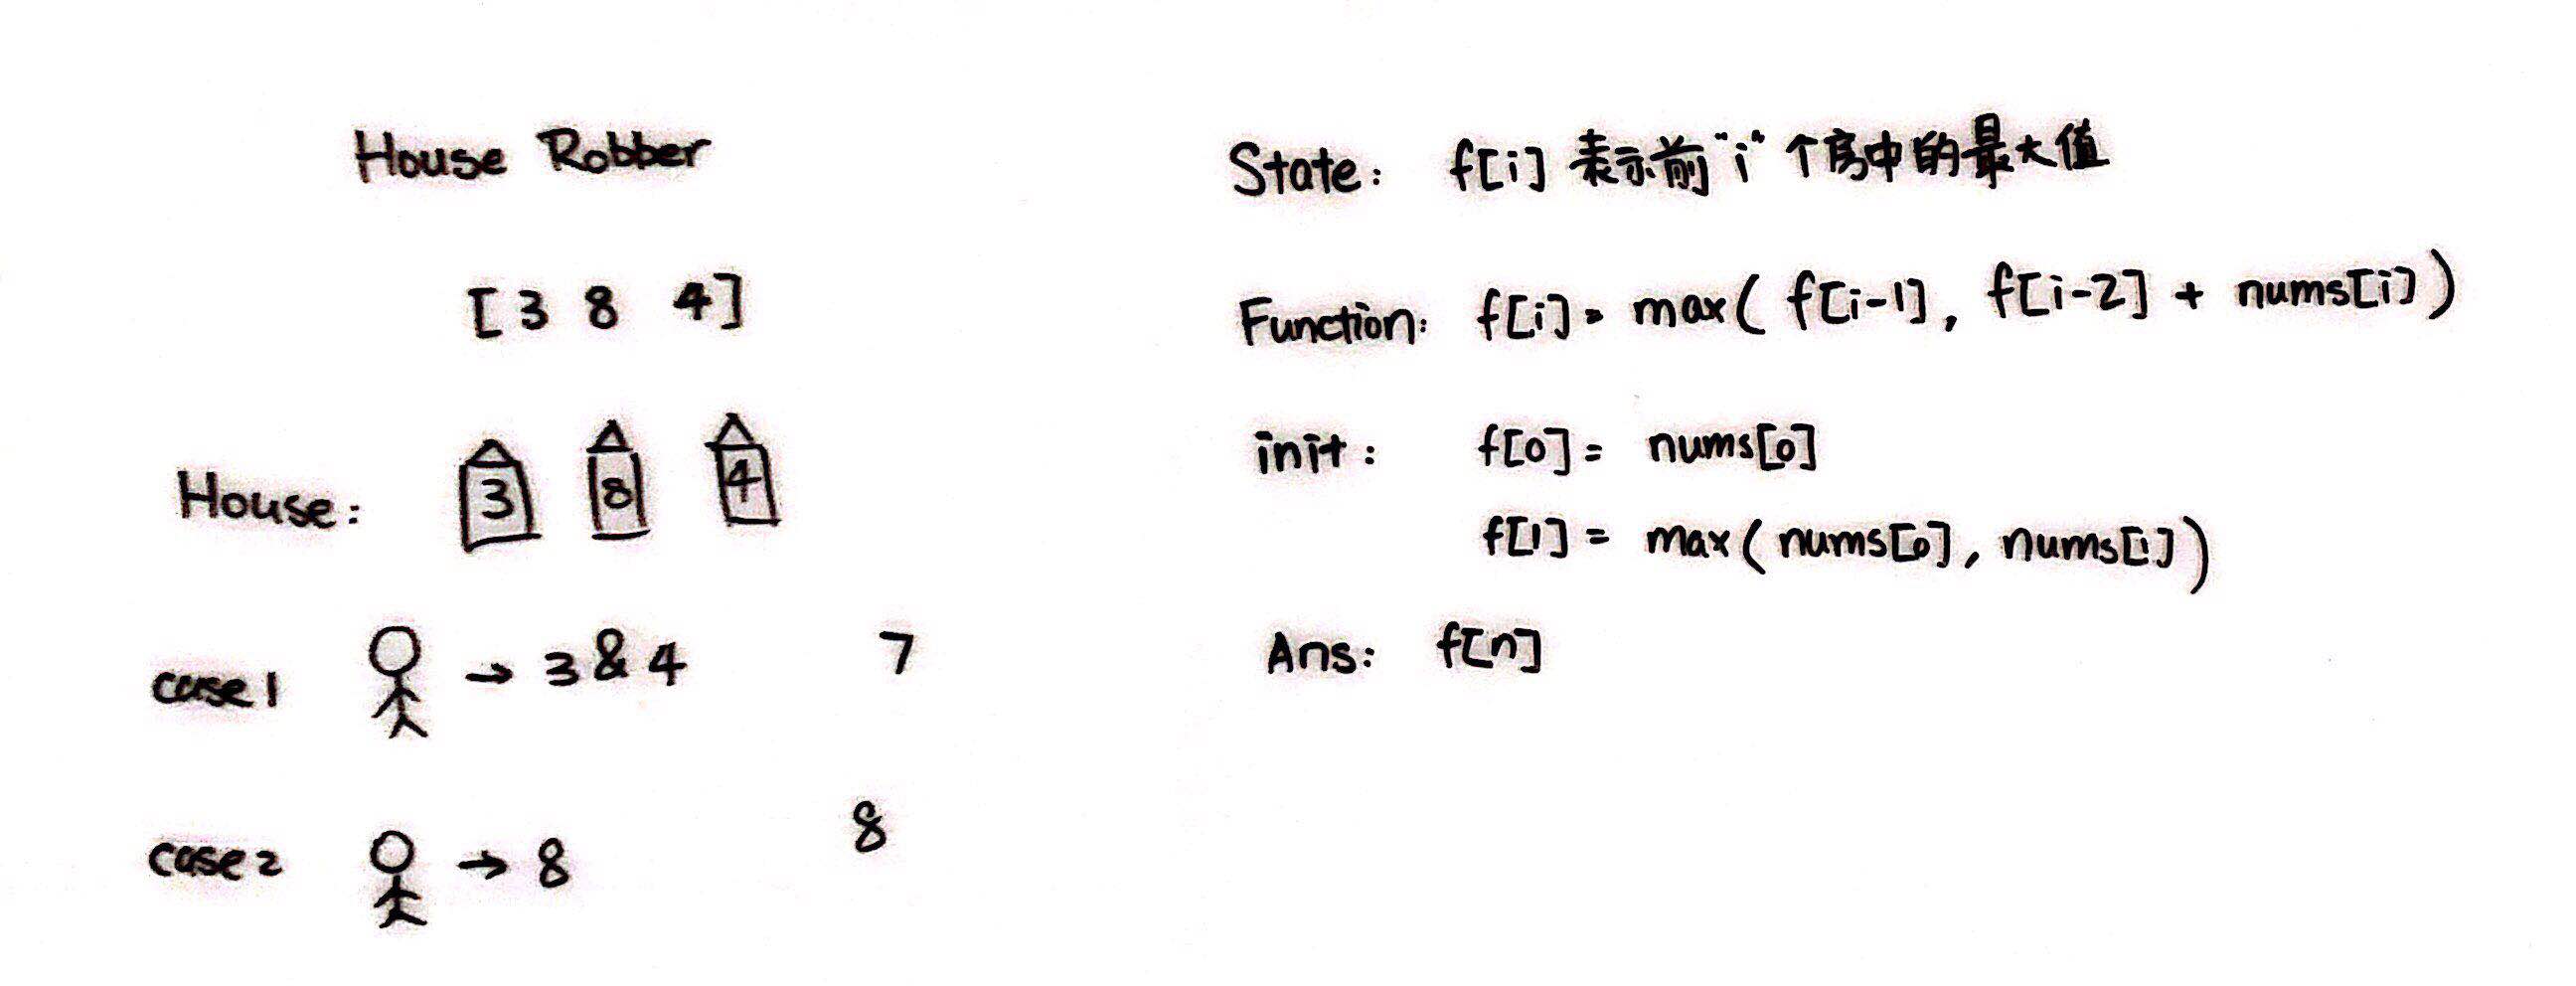 House Robber
[ 3 8 4 ]
House: 3 8 4
case 1 → 3 & 4 7
case 2 → 8 8
State: f[i] 表示前"i"个房中的最大值
Function: f[i] = max( f[i-1], f[i-2] + nums[i] )
init: f[0] = nums[0]
f[1] = max( nums[0], nums[1] )
Ans: f[n]